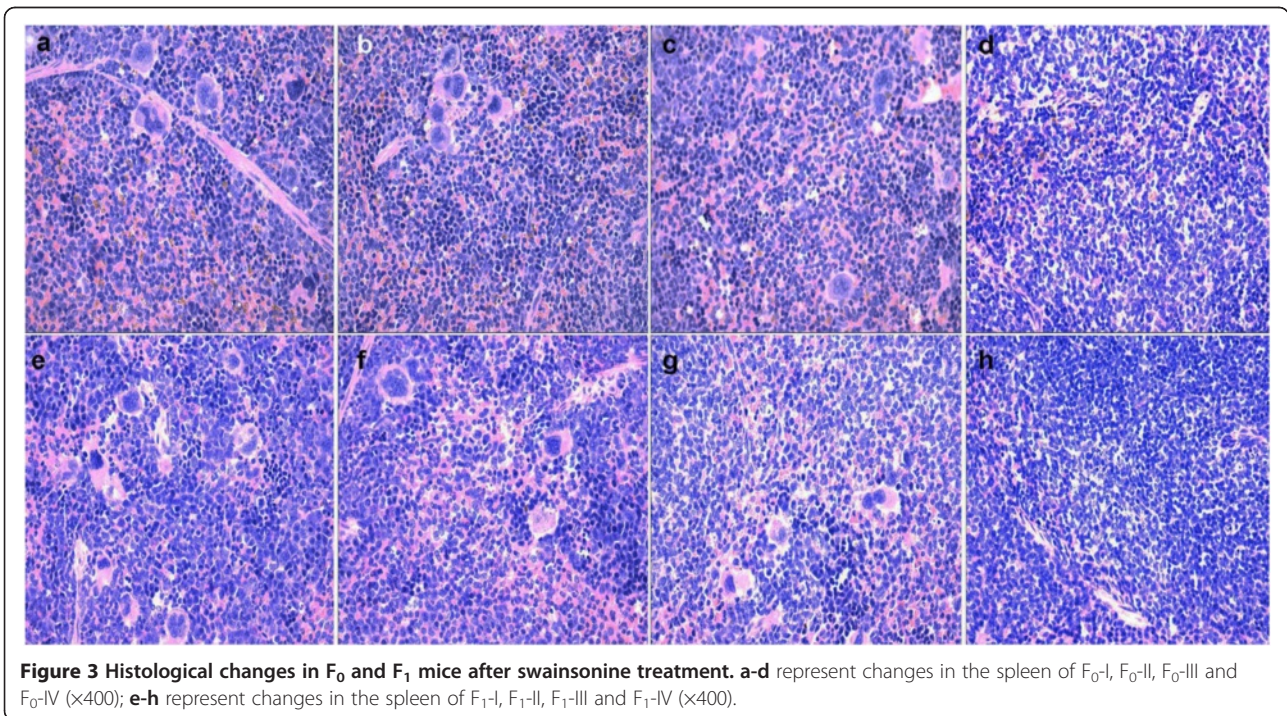 a b c d
e f g h
Figure 3 Histological changes in F₀ and F₁ mice after swainsonine treatment. a-d represent changes in the spleen of F₀-I, F₀-II, F₀-III and
F₀-IV (×400); e-h represent changes in the spleen of F₁-I, F₁-II, F₁-III and F₁-IV (×400).